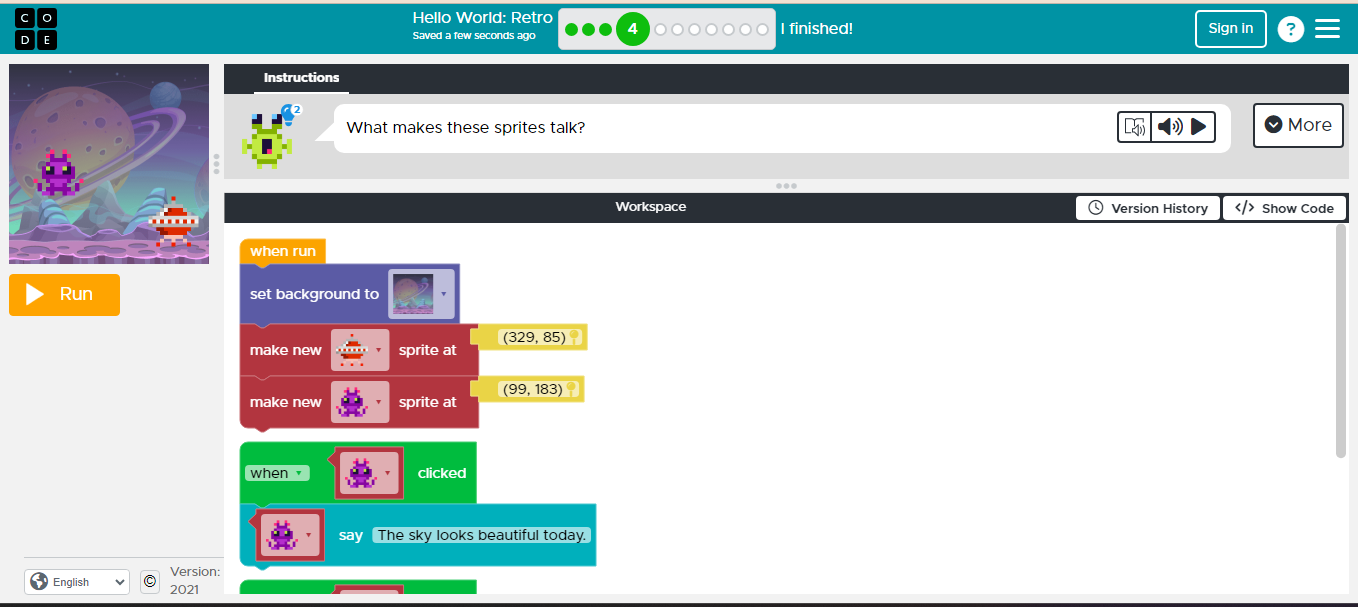 CO
DE
Hello World: Retro
Saved a few seconds ago
4
I finished!
Sign in
?
Instructions
2
What makes these sprites talk?
More
Workspace
Version History
</> Show Code
Run
when run
set background to
make new sprite at (329, 85)
make new sprite at (99, 183)
when clicked
say The sky looks beautiful today.
English
©
Version:
2021